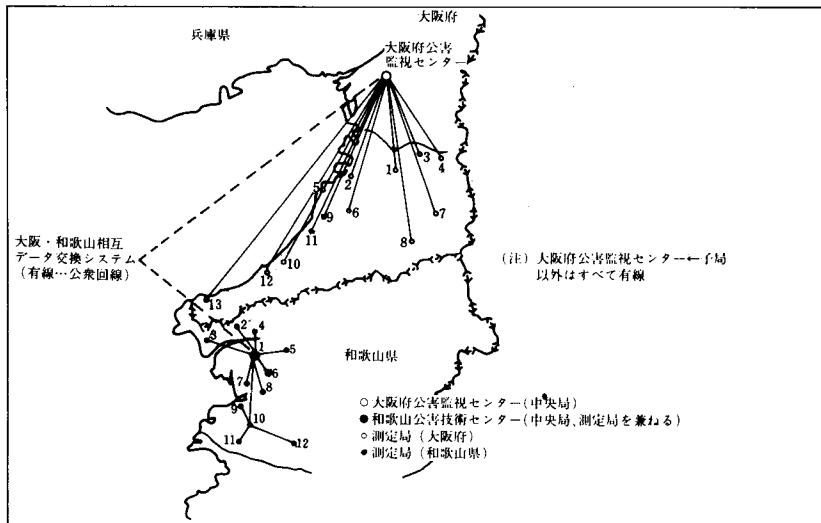 大阪府
兵庫県
大阪府公害
監視センター
1
3
4
2
5
6
7
9
11
8
10
12
13
大阪・和歌山相互
データ交換システム
(有線…公衆回線)
(注) 大阪府公害監視センター←子局
以外はすべて有線
2
4
3
1
5
和歌山県
6
7
8
9
10
11
12
○大阪府公害監視センター(中央局)
●和歌山公害技術センター(中央局、測定局を兼ねる)
○測定局(大阪府)
●測定局(和歌山県)